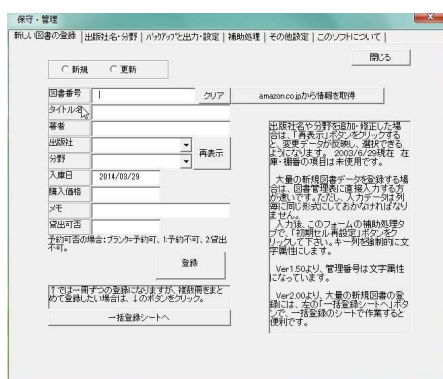 保守・管理
新しい図書の登録 | 出版社名・分野 | バックアップと出力・設定 | 補助処理 | その他設定 | このソフトについて |
閉じる
新規 更新
図書番号 クリア amazon.co.jpから情報を取得
タイトル名
著者
出版社
再表示
分野
入庫日 2014/03/29
購入価格
メモ
貸出可否
予約可否の場合:ブランク=予約可、1:予約不可、2貸出
不可。
登録
↑では一冊ずつの登録になりますが、複数冊をまと
めて登録したい場合は、↓のボタンをクリック。
一括登録シートへ
出版社名や分野を追加・修正した場
合は、「再表示」ボタンをクリックする
と、変更データが反映し、選択できる
ようになります。 2003/6/29現在 在
庫・棚番の項目は未使用です。
大量の新規図書データを登録する場
合は、図書管理表に直接入力する方
が速いです。ただし、入力データは列
毎に同じ形式にしておかなければなり
ません。
入力後、このフォームの補助処理タ
ブで、「初期セル再設定」ボタンをク
リックして下さい。キー列を強制的に文
字属性にします。
Ver1.50より、管理番号は文字属性
になっています。
Ver2.00より、大量の新規図書の登
録には、左の「一括登録シートへ」ボタ
ンで、一括登録のシートで作業すると
便利です。